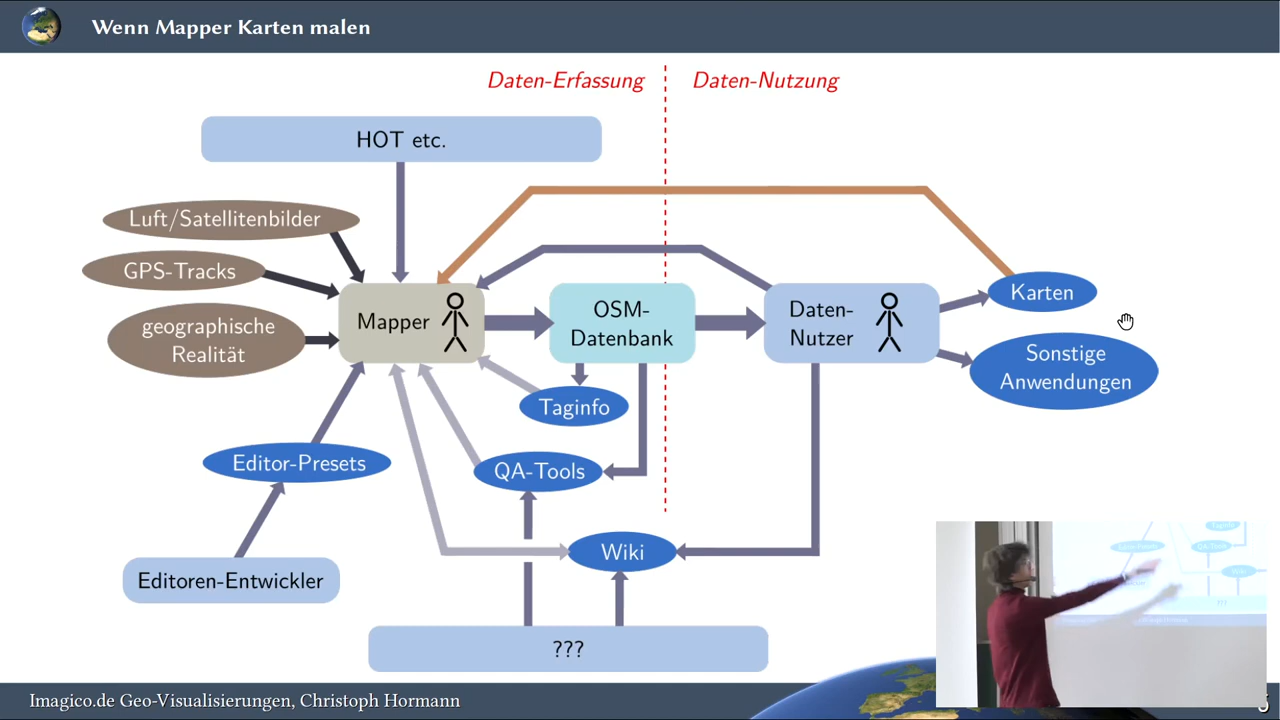 Wenn Mapper Karten malen
Daten-Erfassung
Daten-Nutzung
HOT etc.
Luft/Satellitenbilder
GPS-Tracks
geographische
Realität
Mapper
OSM-
Datenbank
Daten-
Nutzer
Karten
Sonstige
Anwendungen
Taginfo
Editor-Presets
QA-Tools
Wiki
Editoren-Entwickler
???
Imagico.de Geo-Visualisierungen, Christoph Hormann